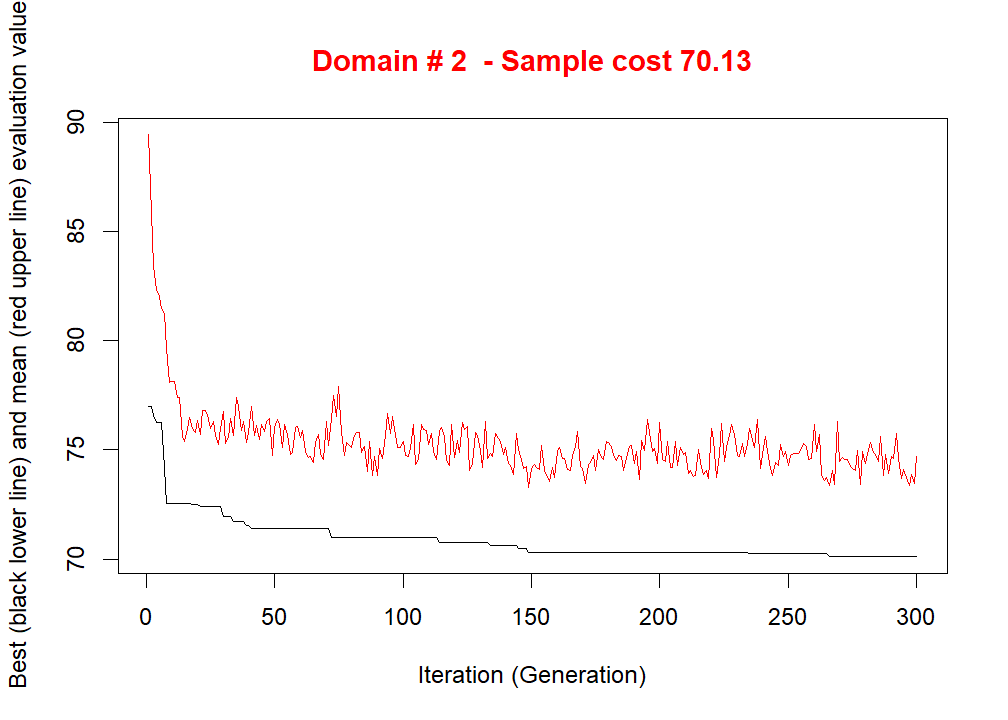 Domain # 2  - Sample cost 70.13
Best (black lower line) and mean (red upper line) evaluation value
90
85
80
75
70
0 50 100 150 200 250 300
Iteration (Generation)